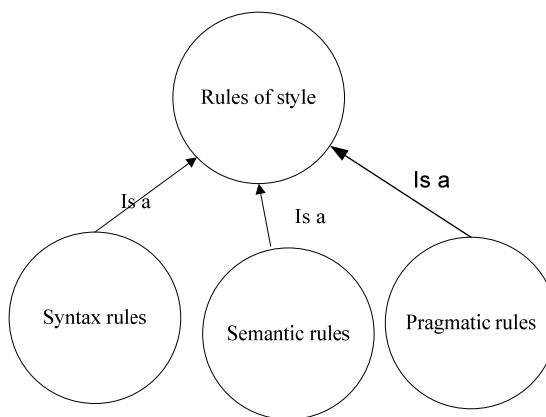 Rules of style
Is a
Is a
Is a
Syntax rules
Semantic rules
Pragmatic rules